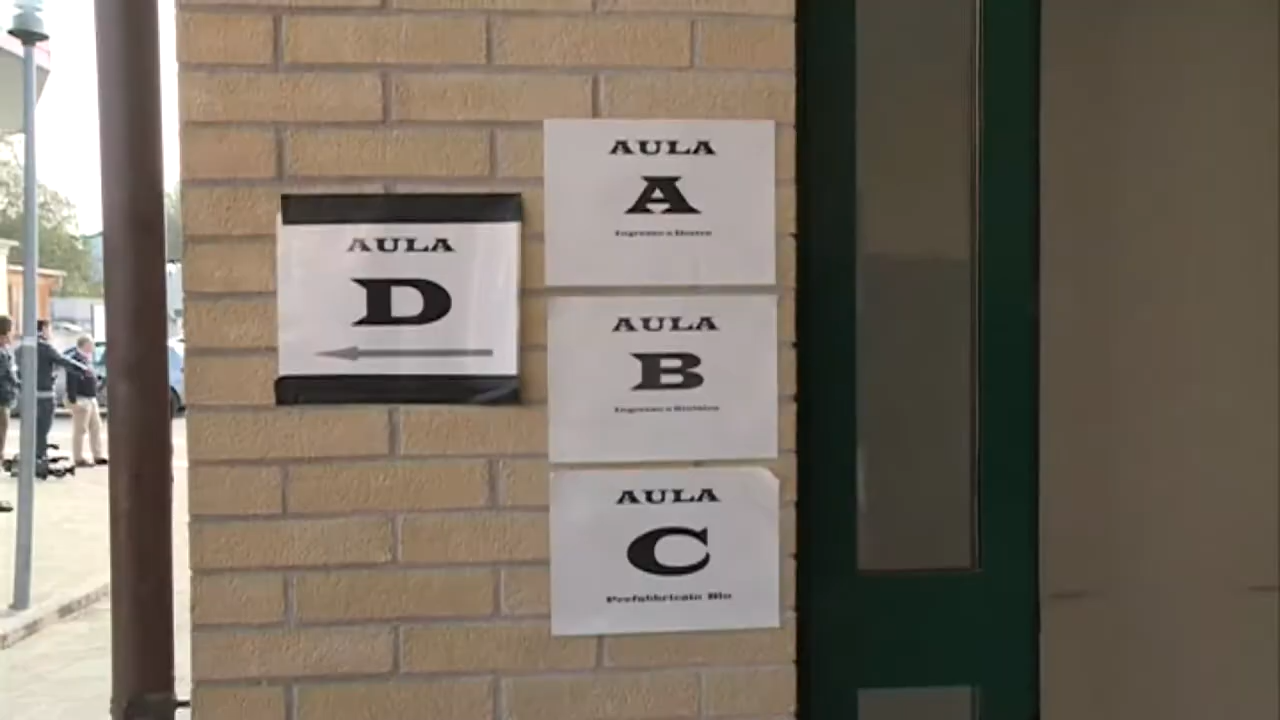 AULA
D
AULA
A
Ingresso a Destra
AULA
B
Ingresso a Sinistra
AULA
C
Prefabbricato Blu